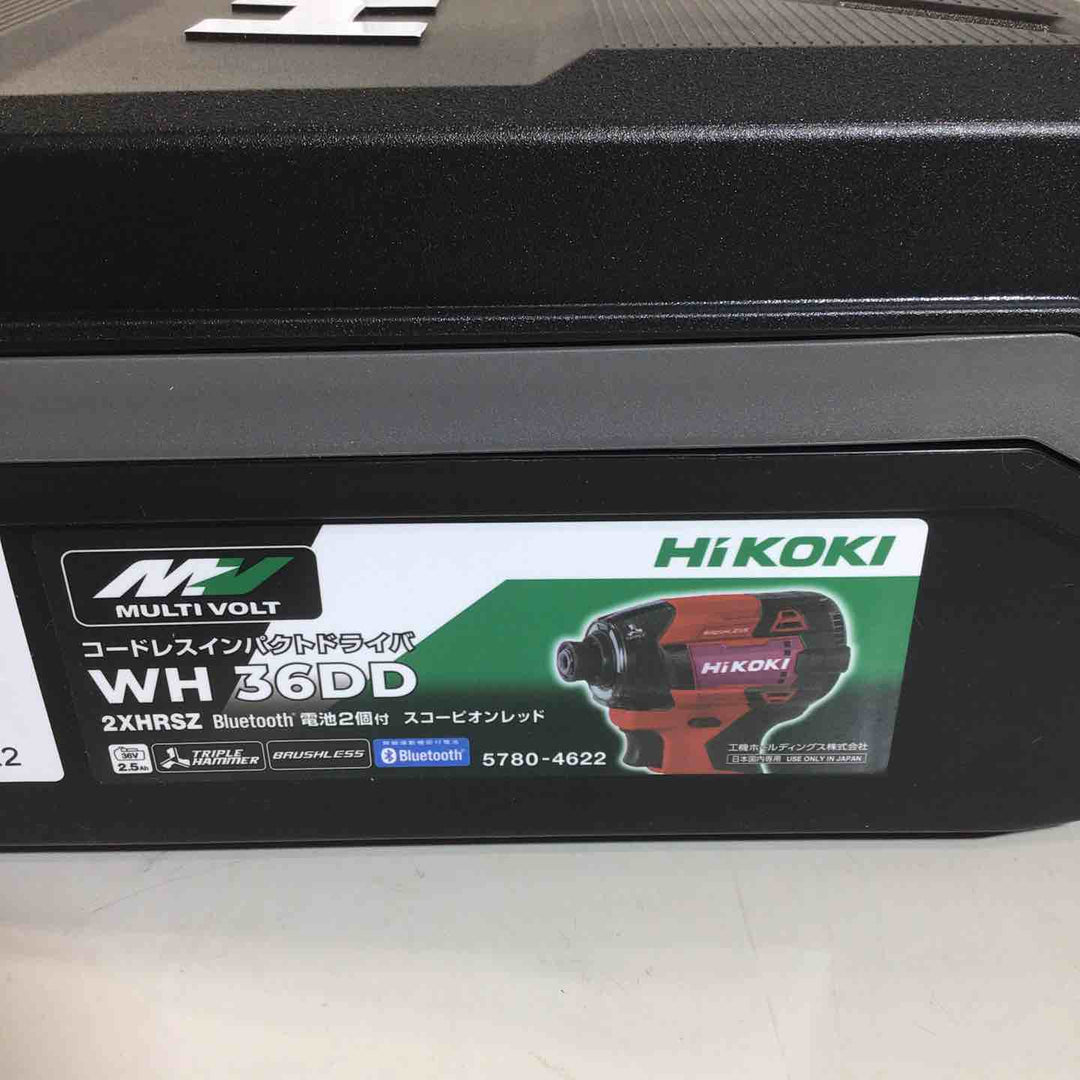 H
MV
MULTI VOLT
HiKOKI
コードレスインパクトドライバ
WH 36DD
2XHRSZ Bluetooth 電池2個付 スコーピオンレッド
36V
2.5Ah
TRIPLE HAMMER
BRUSHLESS
Bluetooth
5780-4622
BRUSHLESS
HiKOKI
工機ホールディングス株式会社
日本国内専用 USE ONLY IN JAPAN
2